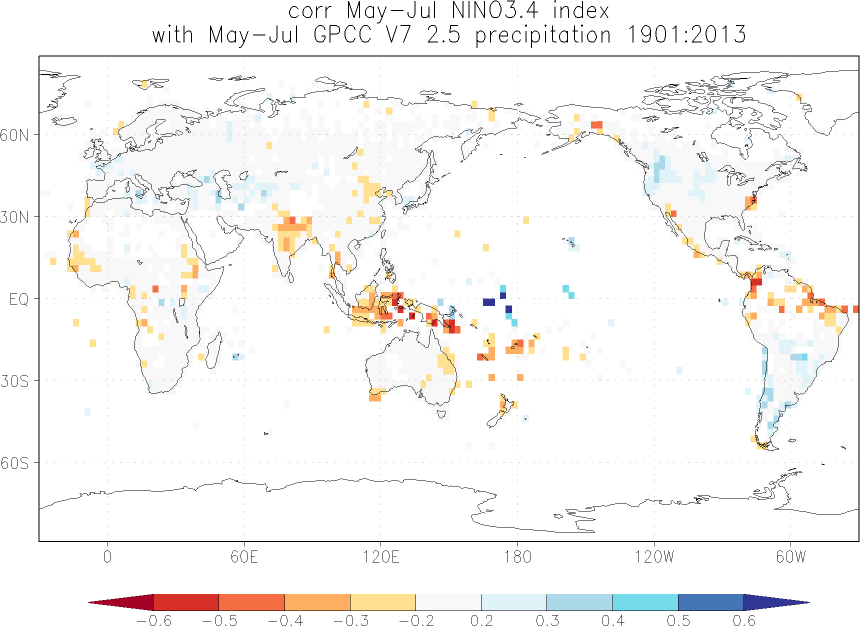 corr May-Jul NINO3.4 index
with May-Jul GPCC V7 2.5 precipitation 1901:2013
60N
30N
EQ
30S
60S
0 60E 120E 180 120W 60W
-0.6 -0.5 -0.4 -0.3 -0.2 0.2 0.3 0.4 0.5 0.6